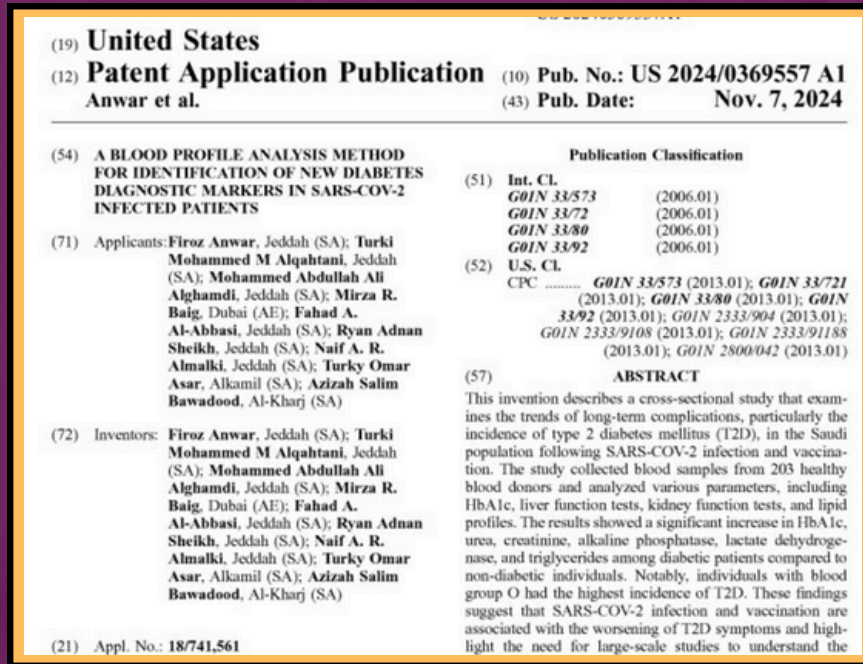 (19) United States
(12) Patent Application Publication
Anwar et al.
(10) Pub. No.: US 2024/0369557 A1
(43) Pub. Date: Nov. 7, 2024
(54) A BLOOD PROFILE ANALYSIS METHOD
FOR IDENTIFICATION OF NEW DIABETES
DIAGNOSTIC MARKERS IN SARS-COV-2
INFECTED PATIENTS
(71) Applicants: Firoz Anwar, Jeddah (SA); Turki
Mohammed M Alqahtani, Jeddah
(SA); Mohammed Abdullah Ali
Alghamdi, Jeddah (SA); Mirza R.
Baig, Dubai (AE); Fahad A.
Al-Abbasi, Jeddah (SA); Ryan Adnan
Sheikh, Jeddah (SA); Naif A. R.
Almalki, Jeddah (SA); Turky Omar
Asar, Alkamil (SA); Azizah Salim
Bawadood, Al-Kharj (SA)
(72) Inventors: Firoz Anwar, Jeddah (SA); Turki
Mohammed M Alqahtani, Jeddah
(SA); Mohammed Abdullah Ali
Alghamdi, Jeddah (SA); Mirza R.
Baig, Dubai (AE); Fahad A.
Al-Abbasi, Jeddah (SA); Ryan Adnan
Sheikh, Jeddah (SA); Naif A. R.
Almalki, Jeddah (SA); Turky Omar
Asar, Alkamil (SA); Azizah Salim
Bawadood, Al-Kharj (SA)
(21) Appl. No.: 18/741,561
Publication Classification
(51) Int. Cl.
G01N 33/573 (2006.01)
G01N 33/72 (2006.01)
G01N 33/80 (2006.01)
G01N 33/92 (2006.01)
(52) U.S. Cl.
CPC ......... G01N 33/573 (2013.01); G01N 33/721
(2013.01); G01N 33/80 (2013.01); G01N
33/92 (2013.01); G01N 2333/904 (2013.01);
G01N 2333/9108 (2013.01); G01N 2333/91188
(2013.01); G01N 2800/042 (2013.01)
(57) ABSTRACT
This invention describes a cross-sectional study that exam-
ines the trends of long-term complications, particularly the
incidence of type 2 diabetes mellitus (T2D), in the Saudi
population following SARS-COV-2 infection and vaccina-
tion. The study collected blood samples from 203 healthy
blood donors and analyzed various parameters, including
HbA1c, liver function tests, kidney function tests, and lipid
profiles. The results showed a significant increase in HbA1c,
urea, creatinine, alkaline phosphatase, lactate dehydroge-
nase, and triglycerides among diabetic patients compared to
non-diabetic individuals. Notably, individuals with blood
group O had the highest incidence of T2D. These findings
suggest that SARS-COV-2 infection and vaccination are
associated with the worsening of T2D symptoms and high-
light the need for large-scale studies to understand the